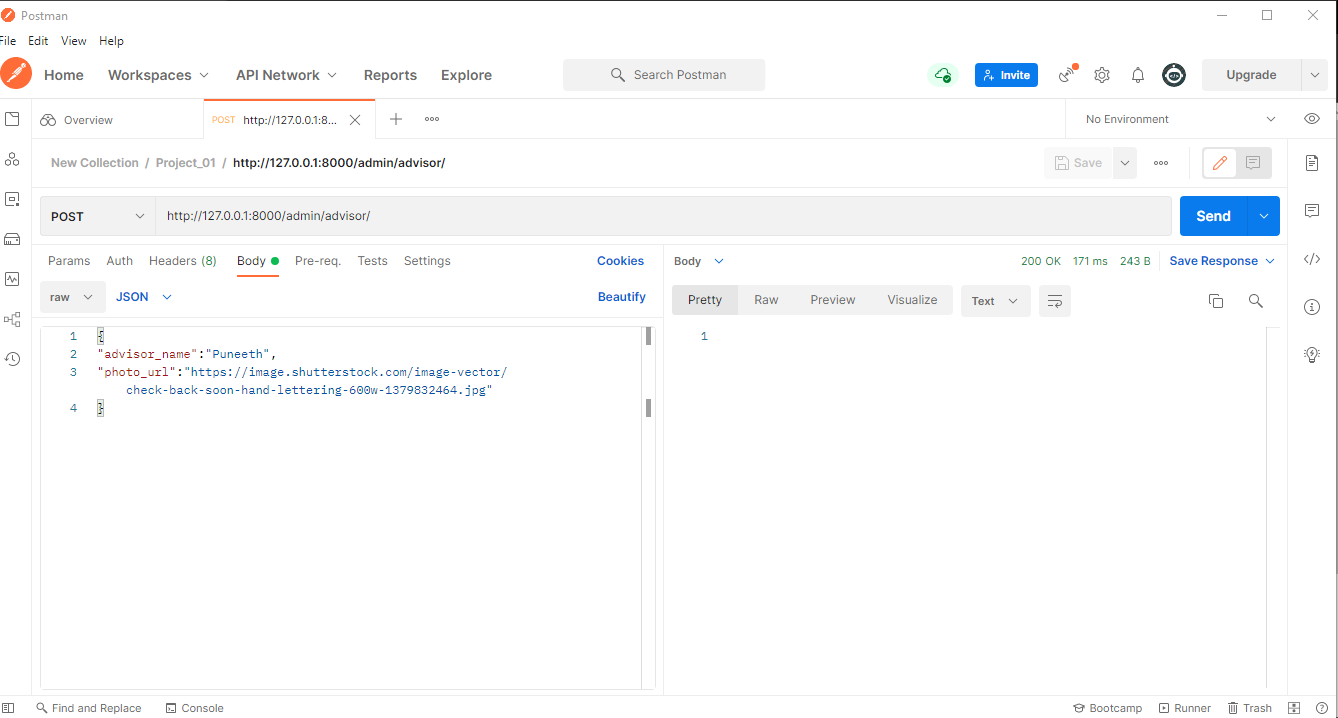 Postman
File Edit View Help
Home Workspaces API Network Reports Explore Search Postman Invite Upgrade
Overview POST http://127.0.0.1:8... No Environment
New Collection / Project_01 / http://127.0.0.1:8000/admin/advisor/ Save
POST http://127.0.0.1:8000/admin/advisor/ Send
Params Auth Headers (8) Body Pre-req. Tests Settings Cookies Body 200 OK 171 ms 243 B Save Response
raw JSON Beautify Pretty Raw Preview Visualize Text
1 { 1
2 "advisor_name":"Puneeth",
3 "photo_url":"https://image.shutterstock.com/image-vector/
check-back-soon-hand-lettering-600w-1379832464.jpg"
4 }
Find and Replace Console Bootcamp Runner Trash